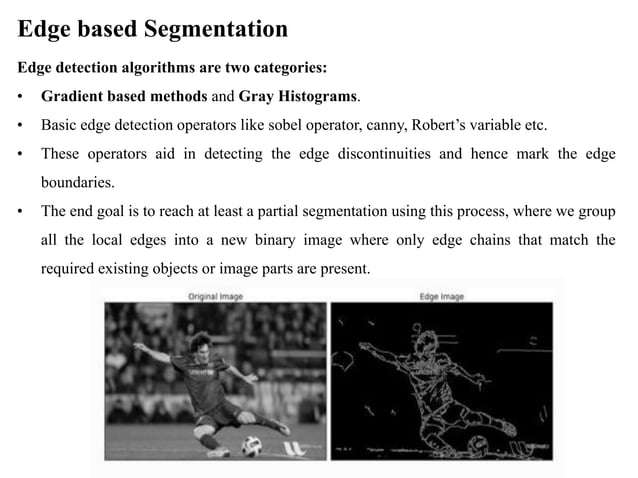 Edge based Segmentation
Edge detection algorithms are two categories:
• Gradient based methods and Gray Histograms.
• Basic edge detection operators like sobel operator, canny, Robert’s variable etc.
• These operators aid in detecting the edge discontinuities and hence mark the edge
boundaries.
• The end goal is to reach at least a partial segmentation using this process, where we group
all the local edges into a new binary image where only edge chains that match the
required existing objects or image parts are present.
Original Image
Edge Image